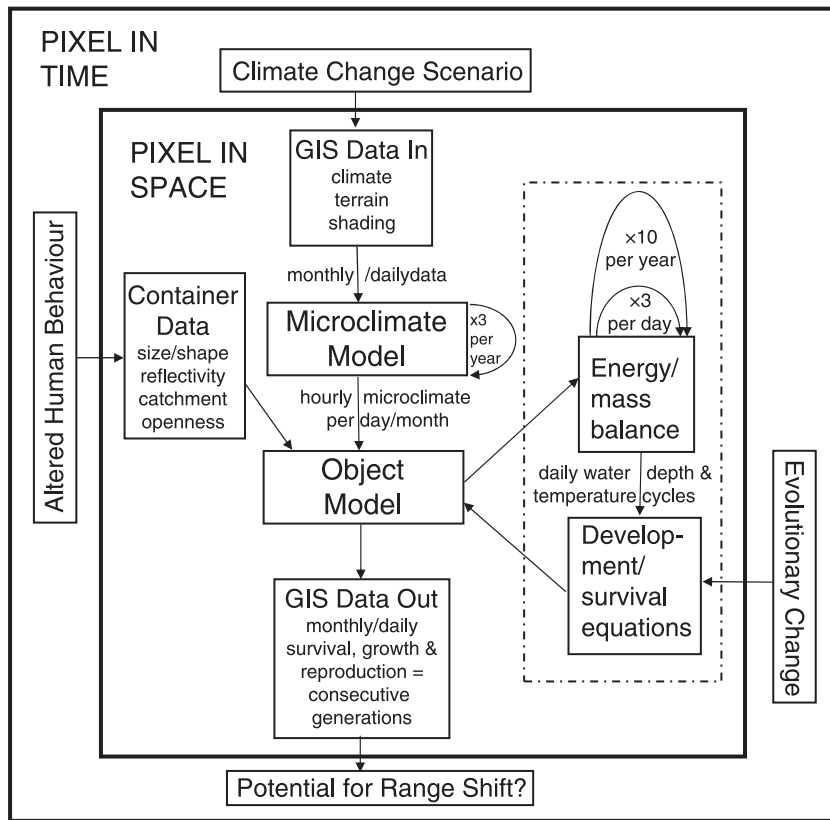 PIXEL IN
TIME
Climate Change Scenario
PIXEL IN
SPACE
GIS Data In
climate
terrain
shading
monthly/dailydata
Altered Human Behaviour
Container
Data
size/shape
reflectivity
catchment
openness
Microclimate
Model
x3
per
year
hourly microclimate
per day/month
Object
Model
×10
per year
×3
per day
Energy/
mass
balance
daily water depth &
temperature cycles
Develop-
ment/
survival
equations
Evolutionary Change
GIS Data Out
monthly/daily
survival, growth &
reproduction =
consecutive
generations
Potential for Range Shift?